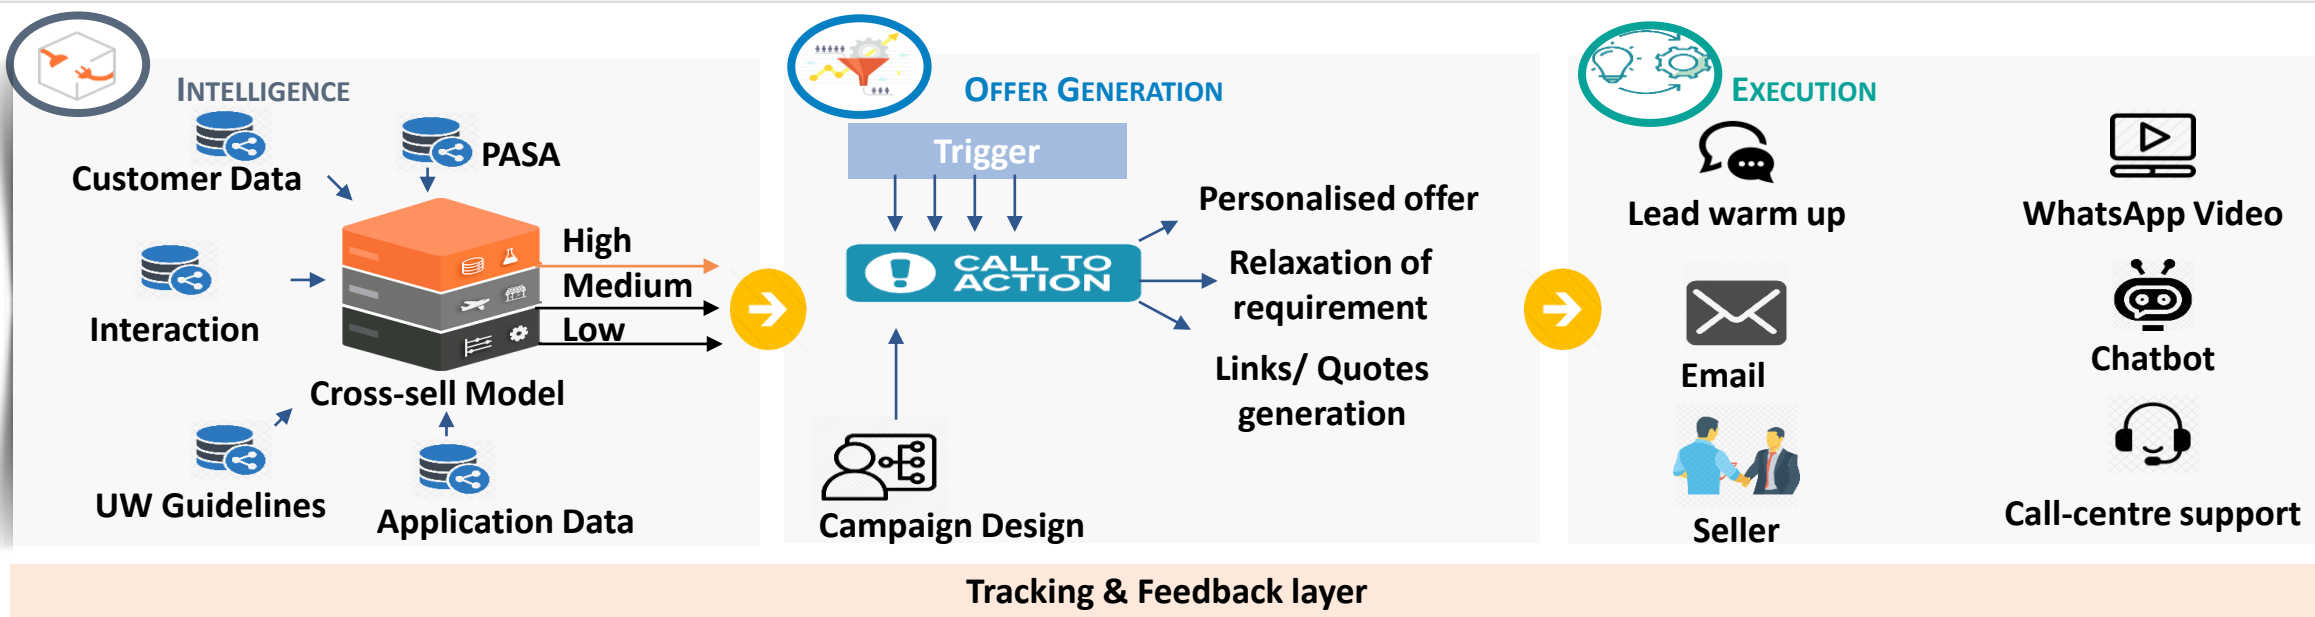 INTELLIGENCE
Customer Data
PASA
Interaction
High
Medium
Low
Cross-sell Model
UW Guidelines
Application Data
OFFER GENERATION
Trigger
CALL TO
ACTION
Personalised offer
Relaxation of
requirement
Links/ Quotes
generation
Campaign Design
EXECUTION
Lead warm up
WhatsApp Video
Email
Chatbot
Seller
Call-centre support
Tracking & Feedback layer